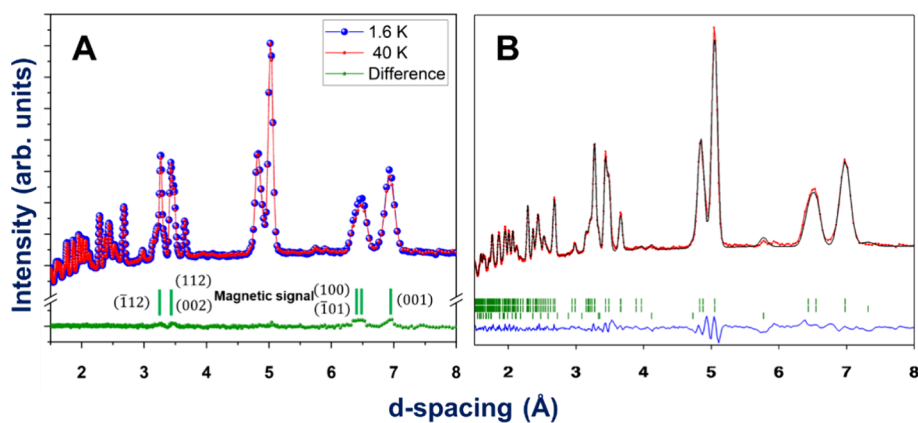 A
1.6 K
40 K
Difference
B
Intensity (arb. units)
(1̄12)
(112)
(002)
Magnetic signal
(100)
(1̄01)
(001)
2 3 4 5 6 7 8
2 3 4 5 6 7 8
d-spacing (Å)